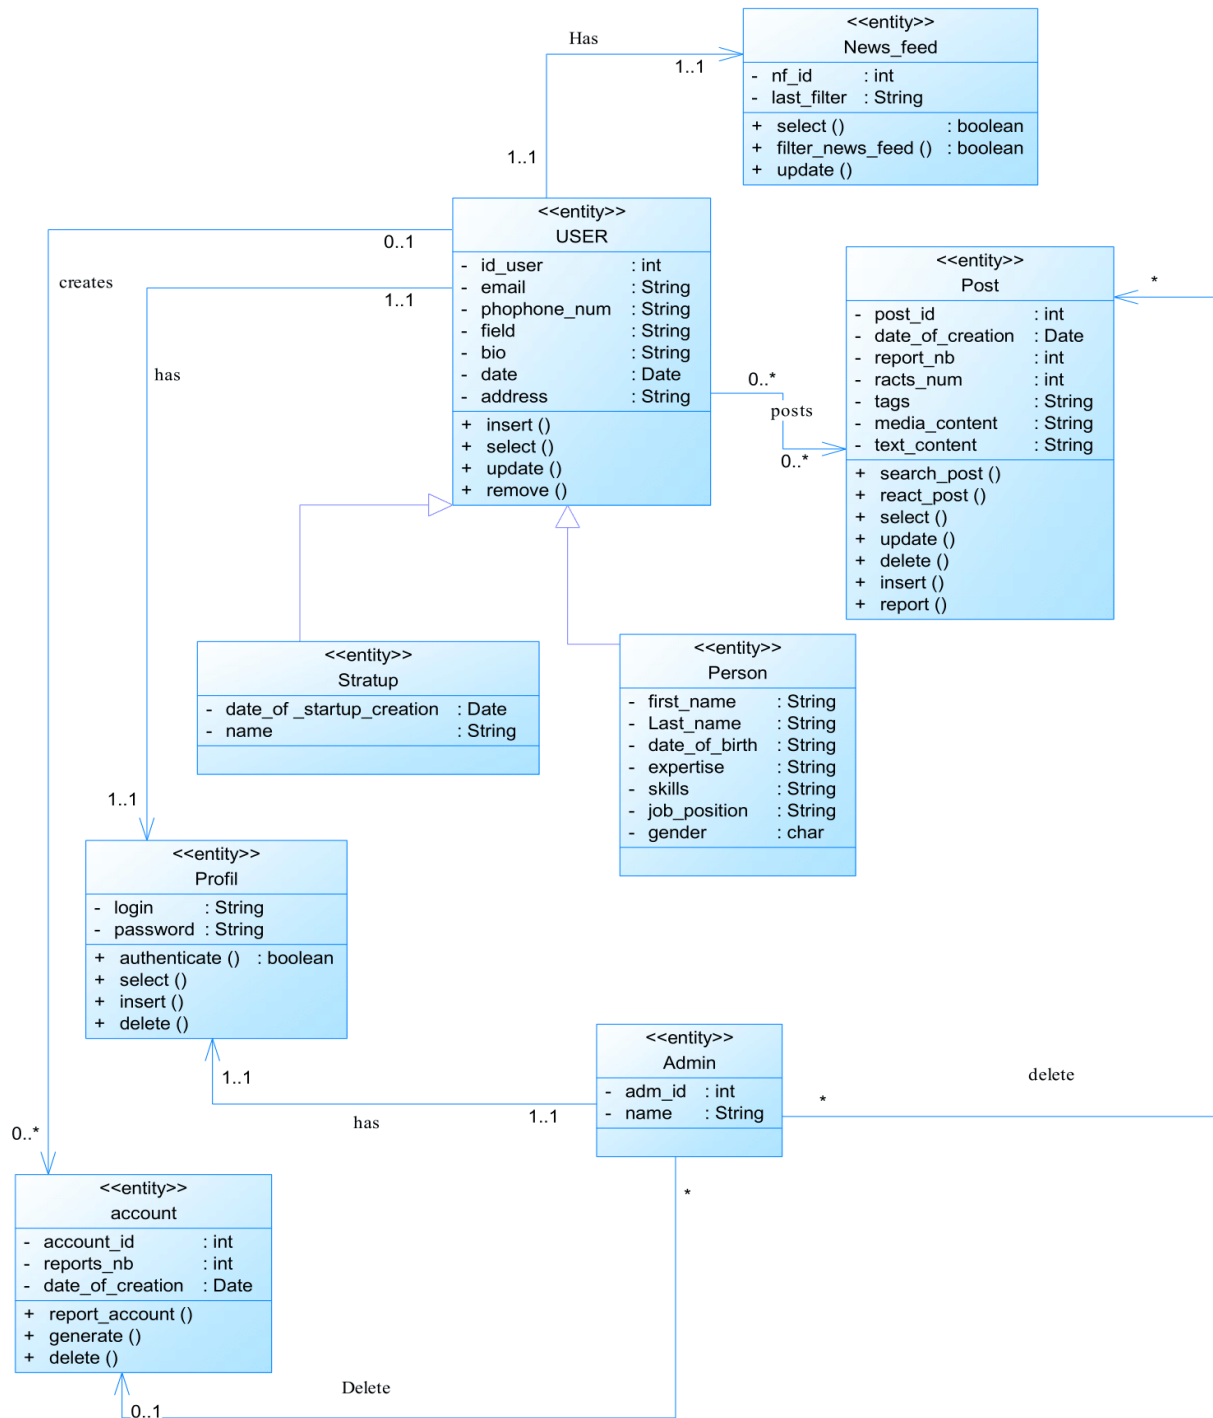 <<entity>>
News_feed
- nf_id : int
- last_filter : String
+ select () : boolean
+ filter_news_feed () : boolean
+ update ()
Has
1..1
1..1
<<entity>>
USER
- id_user : int
- email : String
- phophone_num : String
- field : String
- bio : String
- date : Date
- address : String
+ insert ()
+ select ()
+ update ()
+ remove ()
0..1
creates
1..1
has
<<entity>>
Post
- post_id : int
- date_of_creation : Date
- report_nb : int
- racts_num : int
- tags : String
- media_content : String
- text_content : String
+ search_post ()
+ react_post ()
+ select ()
+ update ()
+ delete ()
+ insert ()
+ report ()
*
0..*
posts
0..*
<<entity>>
Stratup
- date_of _startup_creation : Date
- name : String
<<entity>>
Person
- first_name : String
- Last_name : String
- date_of_birth : String
- expertise : String
- skills : String
- job_position : String
- gender : char
1..1
<<entity>>
Profil
- login : String
- password : String
+ authenticate () : boolean
+ select ()
+ insert ()
+ delete ()
1..1
has
1..1
<<entity>>
Admin
- adm_id : int
- name : String
*
delete
*
0..*
<<entity>>
account
- account_id : int
- reports_nb : int
- date_of_creation : Date
+ report_account ()
+ generate ()
+ delete ()
Delete
0..1